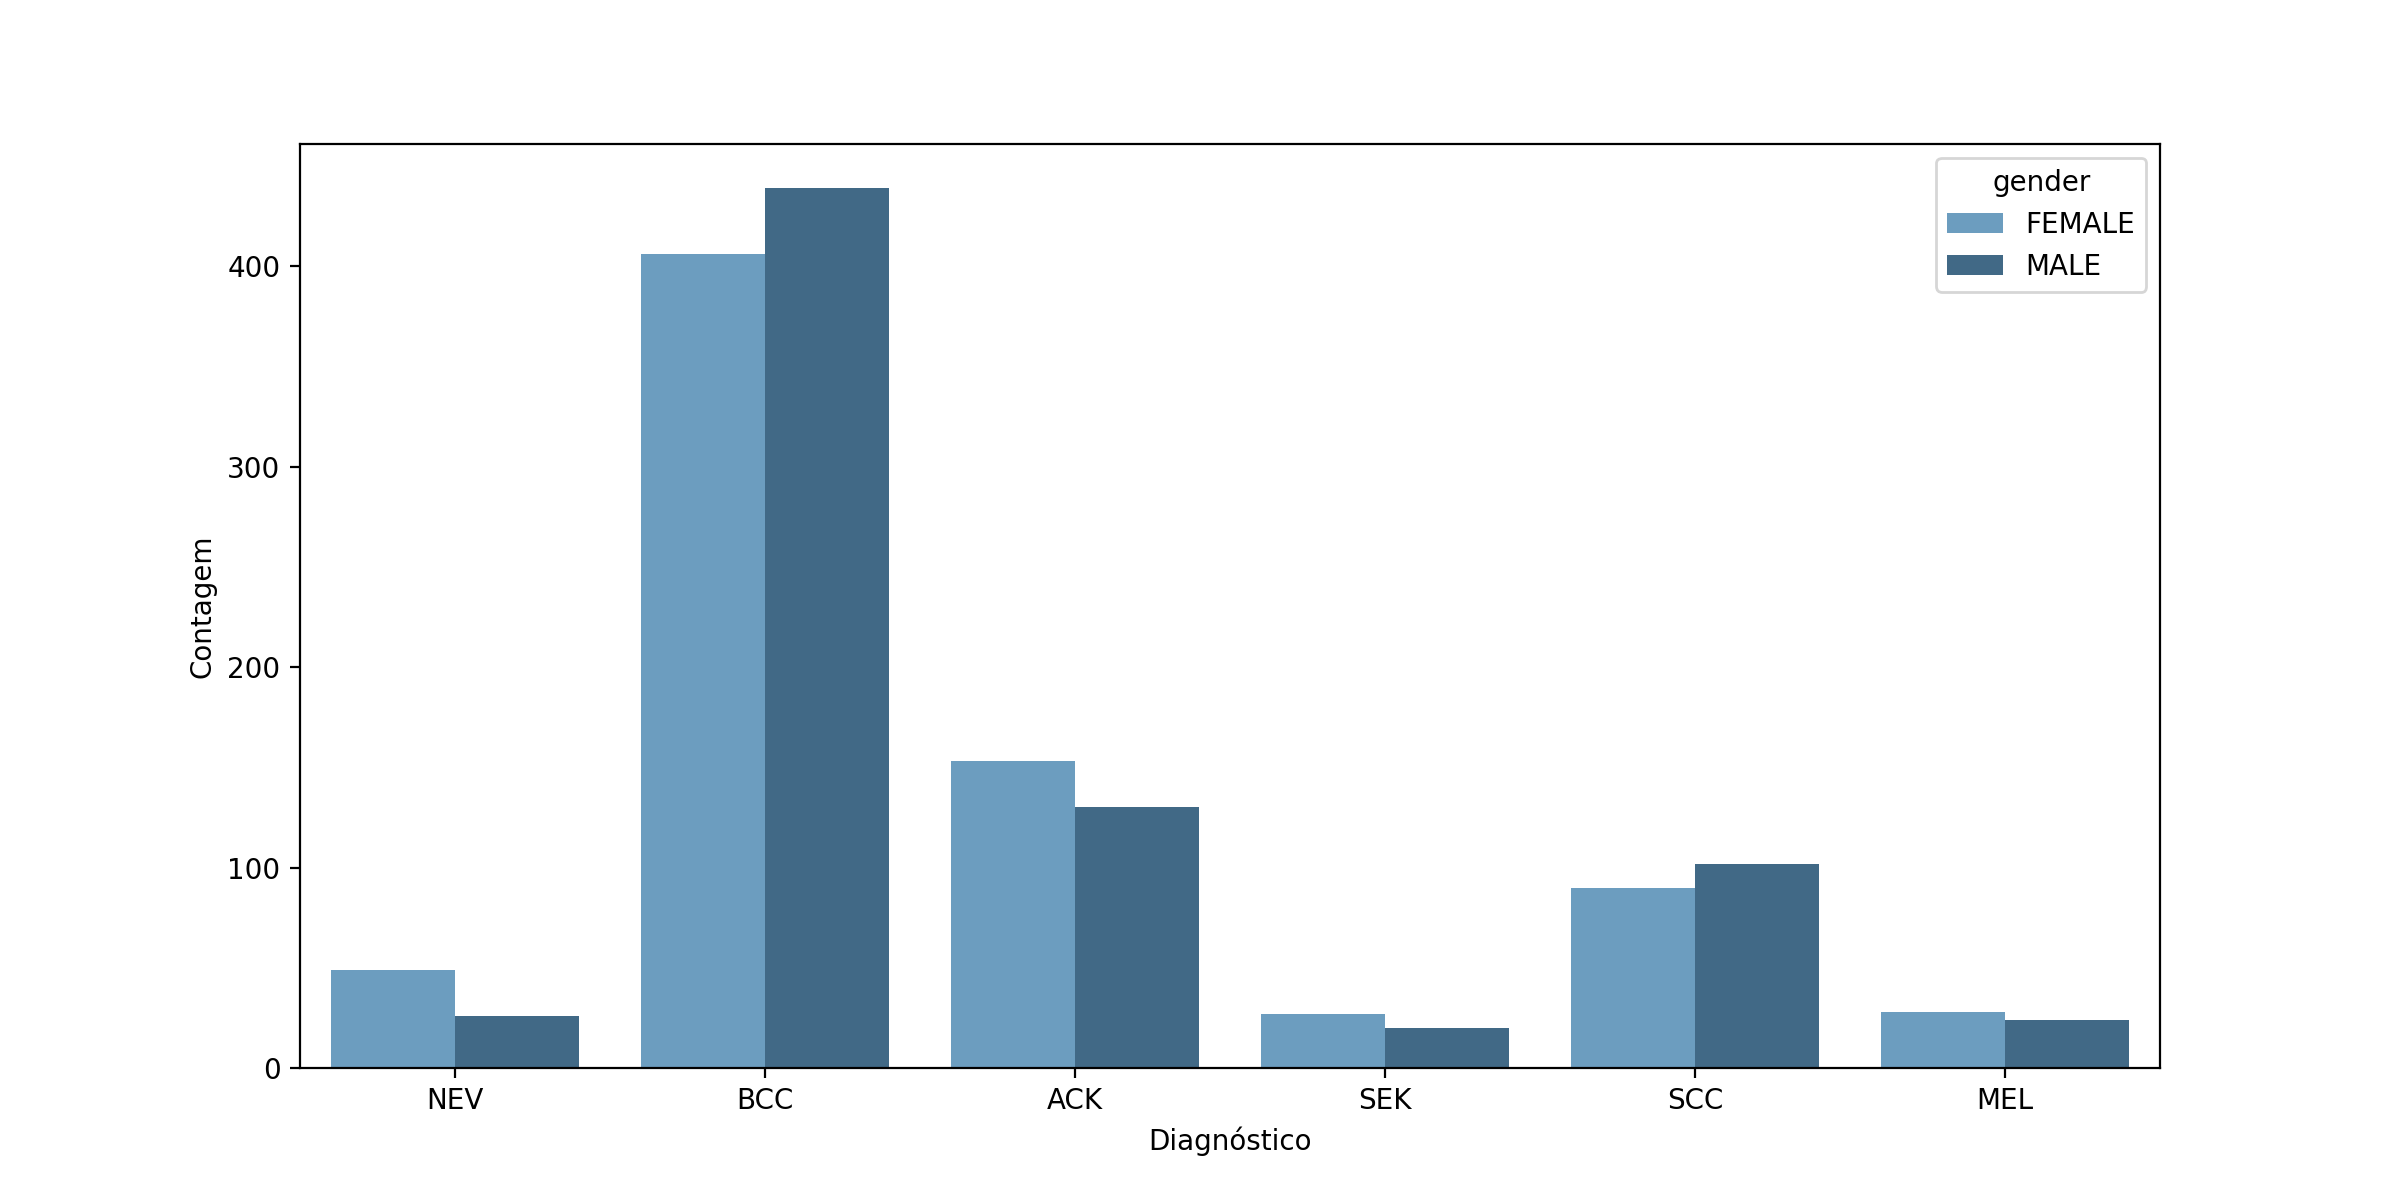 gender
FEMALE
MALE
400
300
200
100
0
Contagem
NEV BCC ACK SEK SCC MEL
Diagnóstico